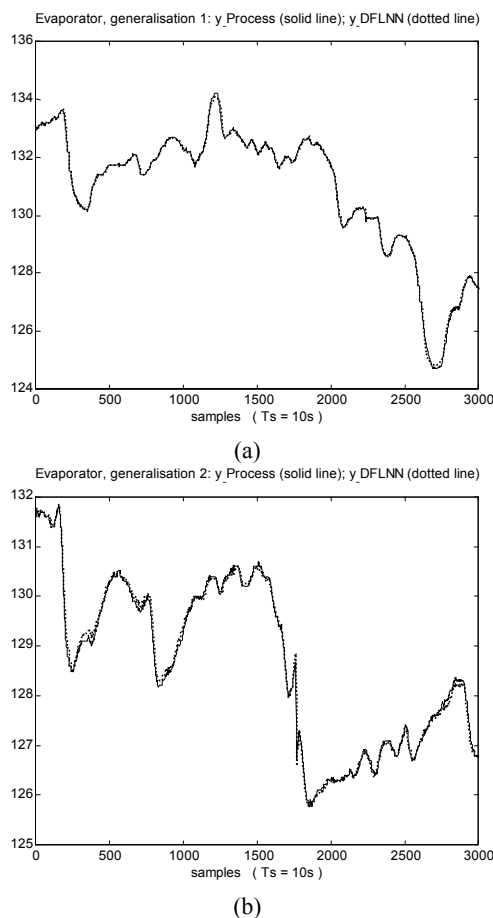 Evaporator, generalisation 1: y_Process (solid line); y_DFLNN (dotted line)
136
134
132
130
128
126
124
0 500 1000 1500 2000 2500 3000
samples ( Ts = 10s)
(a)
Evaporator, generalisation 2: y_Process (solid line); y_DFLNN (dotted line)
132
131
130
129
128
127
126
125
0 500 1000 1500 2000 2500 3000
samples ( Ts = 10s)
(b)